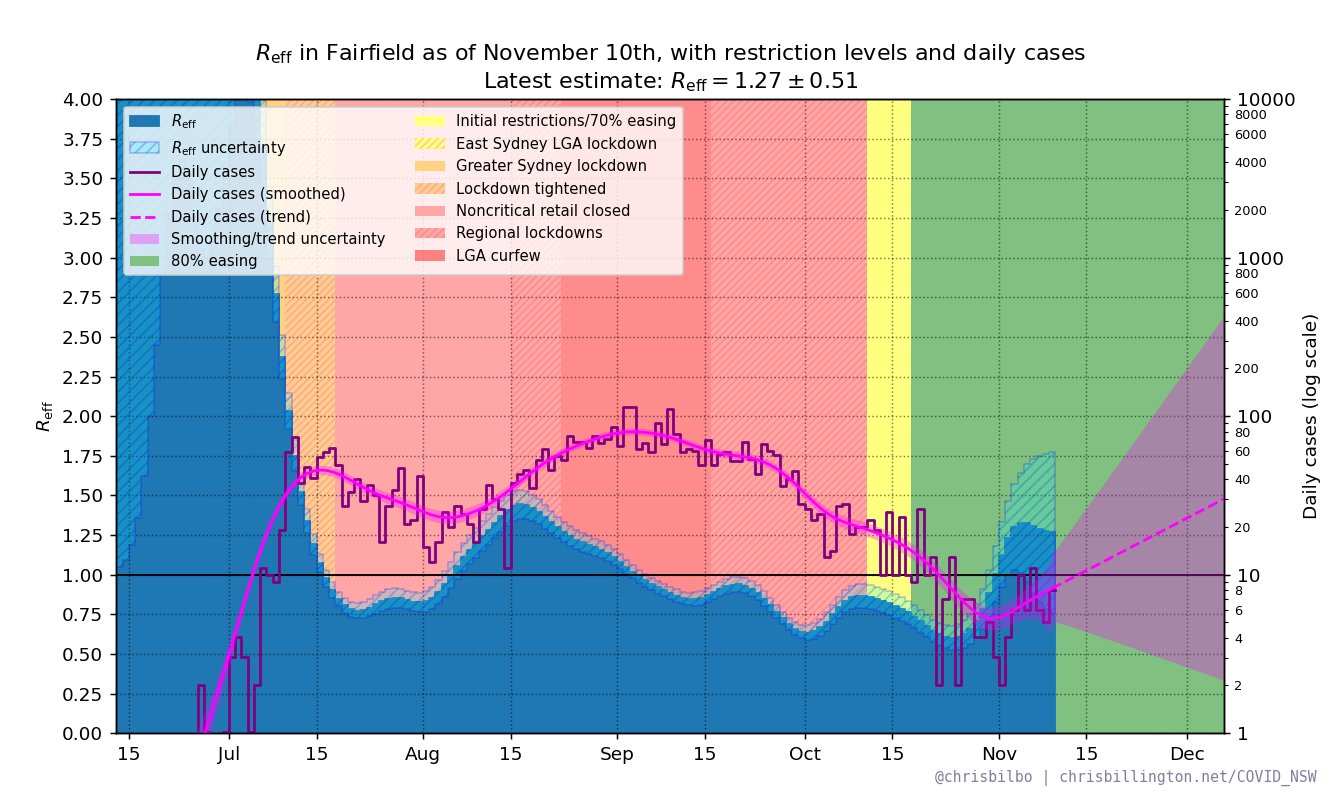 R_eff in Fairfield as of November 10th, with restriction levels and daily cases
Latest estimate: R_eff = 1.27 ± 0.51
R_eff
R_eff uncertainty
Daily cases
Daily cases (smoothed)
Daily cases (trend)
Smoothing/trend uncertainty
80% easing
Initial restrictions/70% easing
East Sydney LGA lockdown
Greater Sydney lockdown
Lockdown tightened
Noncritical retail closed
Regional lockdowns
LGA curfew
R_eff
4.00
3.75
3.50
3.25
3.00
2.75
2.50
2.25
2.00
1.75
1.50
1.25
1.00
0.75
0.50
0.25
0.00
15
Jul
15
Aug
15
Sep
15
Oct
15
Nov
15
Dec
10000
8000
6000
4000
2000
1000
800
600
400
200
100
80
60
40
20
10
8
6
4
2
1
Daily cases (log scale)
@chrisbilbo | chrisbillington.net/COVID_NSW